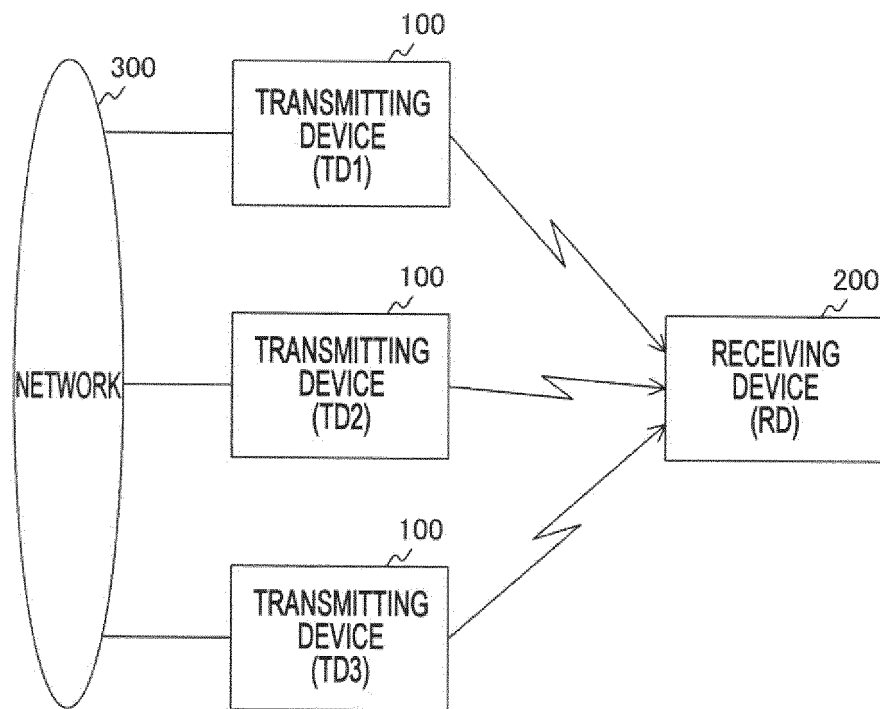 300
NETWORK
100
TRANSMITTING
DEVICE
(TD1)
100
TRANSMITTING
DEVICE
(TD2)
100
TRANSMITTING
DEVICE
(TD3)
200
RECEIVING
DEVICE
(RD)